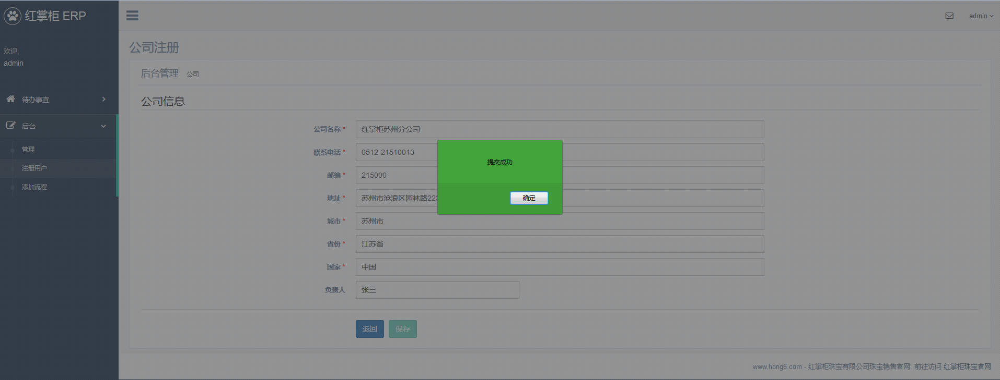 红掌柜 ERP
admin
欢迎,
admin
待办事宜
后台
管理
注册用户
添加流程
公司注册
后台管理 公司
公司信息
公司名称 * 红掌柜苏州分公司
联系电话 * 0512-21510013
邮编 * 215000
地址 * 苏州市沧浪区园林路223
城市 * 苏州市
省份 * 江苏省
国家 * 中国
负责人 张三
提交成功
确定
返回 保存
www.hong6.com - 红掌柜珠宝有限公司珠宝销售官网. 前往访问 红掌柜珠宝官网